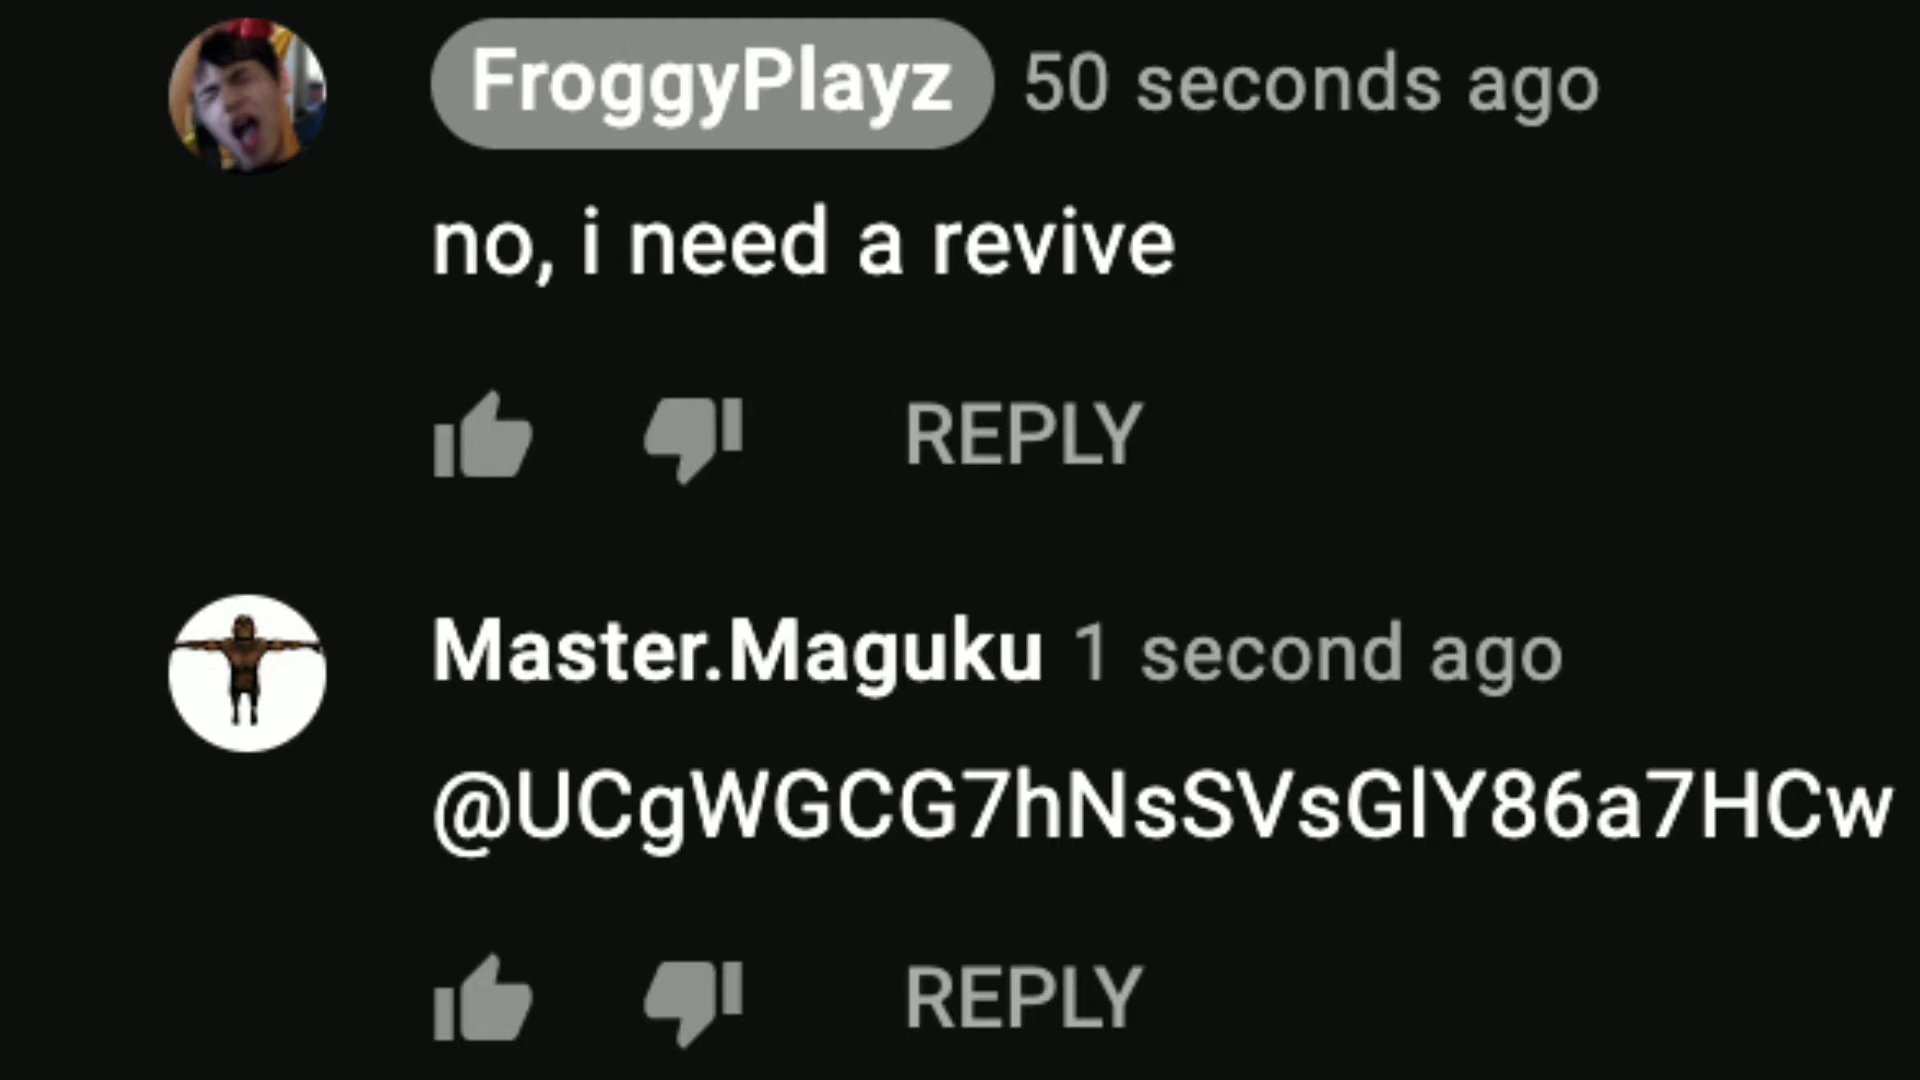 FroggyPlayz 50 seconds ago
no, i need a revive
REPLY
Master.Maguku 1 second ago
@UCgWGCG7hNsSVsGlY86a7HCw
REPLY